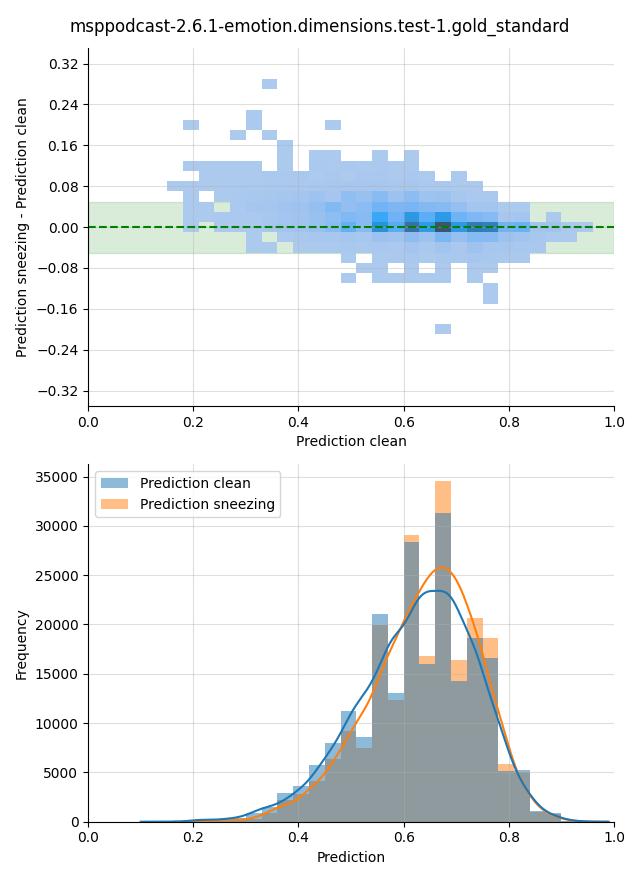 msppodcast-2.6.1-emotion.dimensions.test-1.gold_standard
0.32
0.24
0.16
0.08
0.00
−0.08
−0.16
−0.24
−0.32
Prediction sneezing - Prediction clean
0.0 0.2 0.4 0.6 0.8 1.0
Prediction clean
Prediction clean
Prediction sneezing
35000
30000
25000
20000
15000
10000
5000
0
Frequency
0.0 0.2 0.4 0.6 0.8 1.0
Prediction